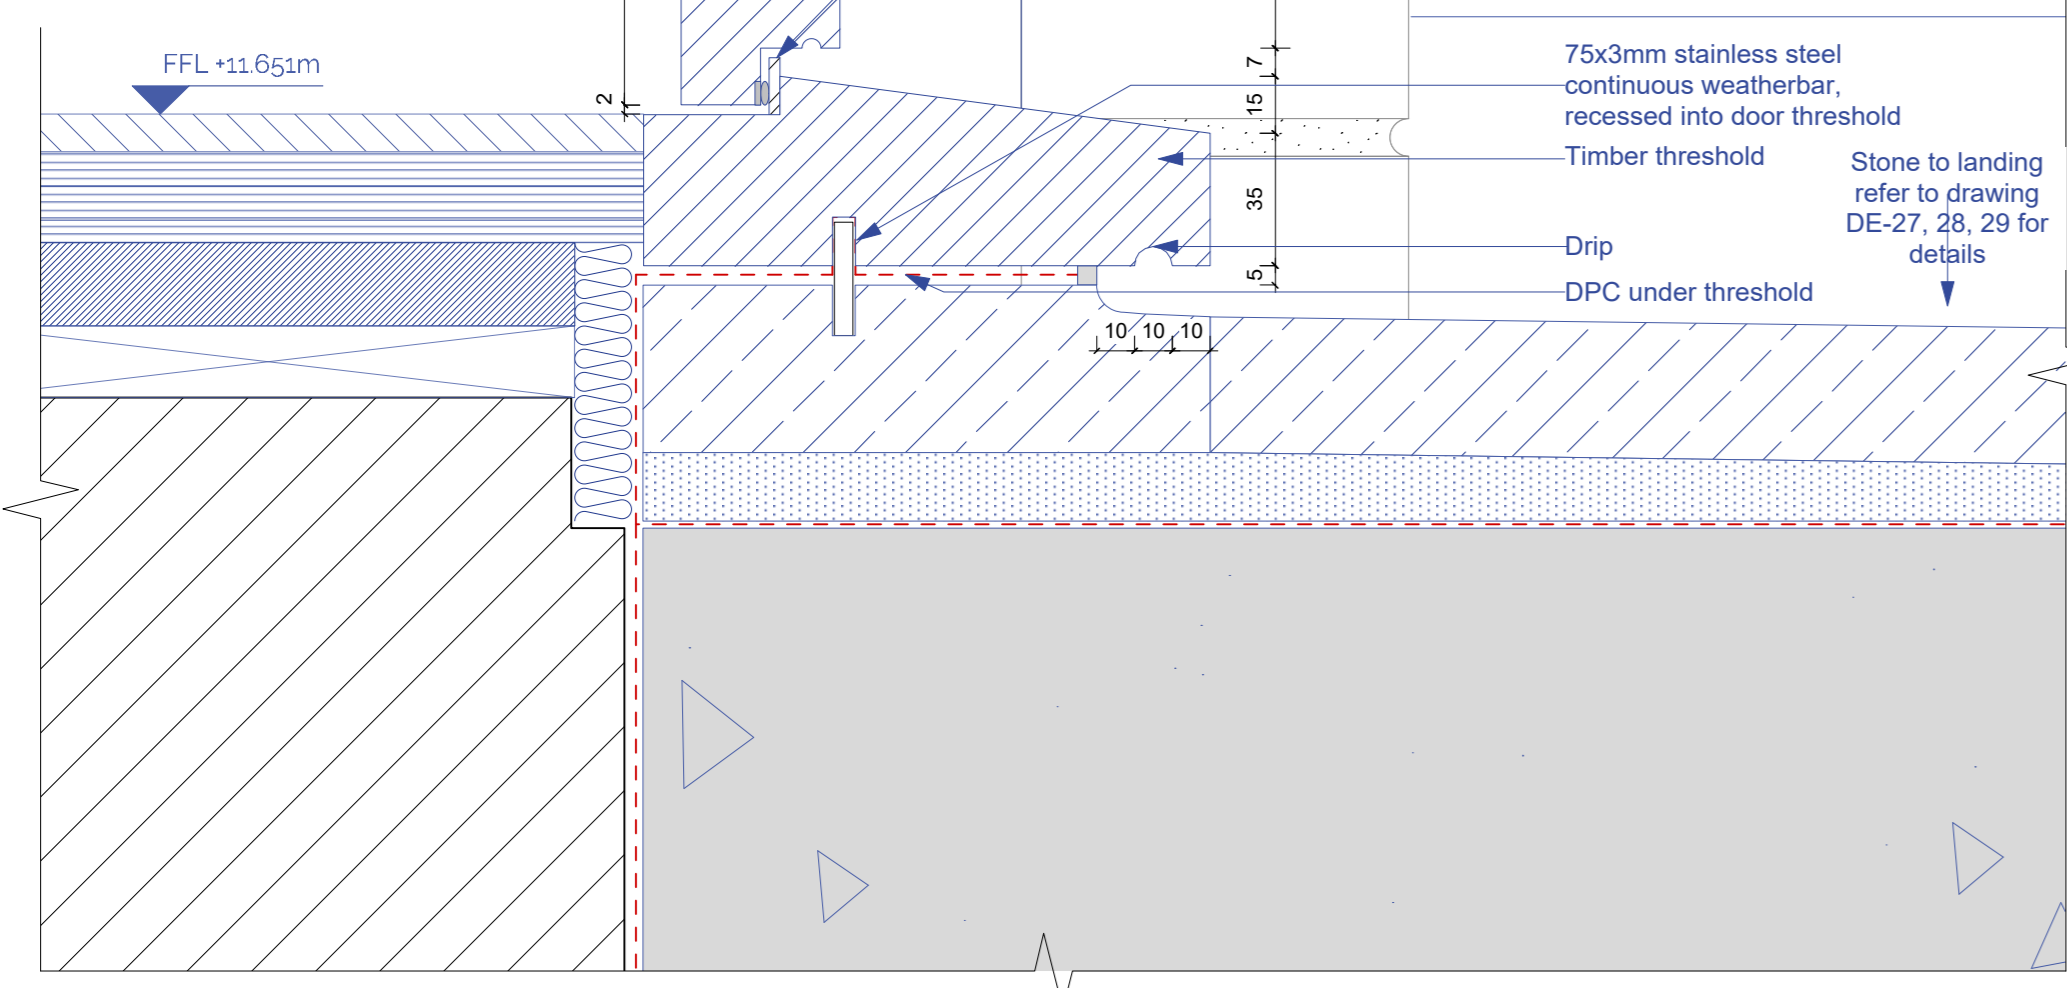 FFL +11.651m
2
7
15
35
5
10 10 10
75x3mm stainless steel
continuous weatherbar,
recessed into door threshold
Timber threshold
Drip
DPC under threshold
Stone to landing
refer to drawing
DE-27, 28, 29 for
details